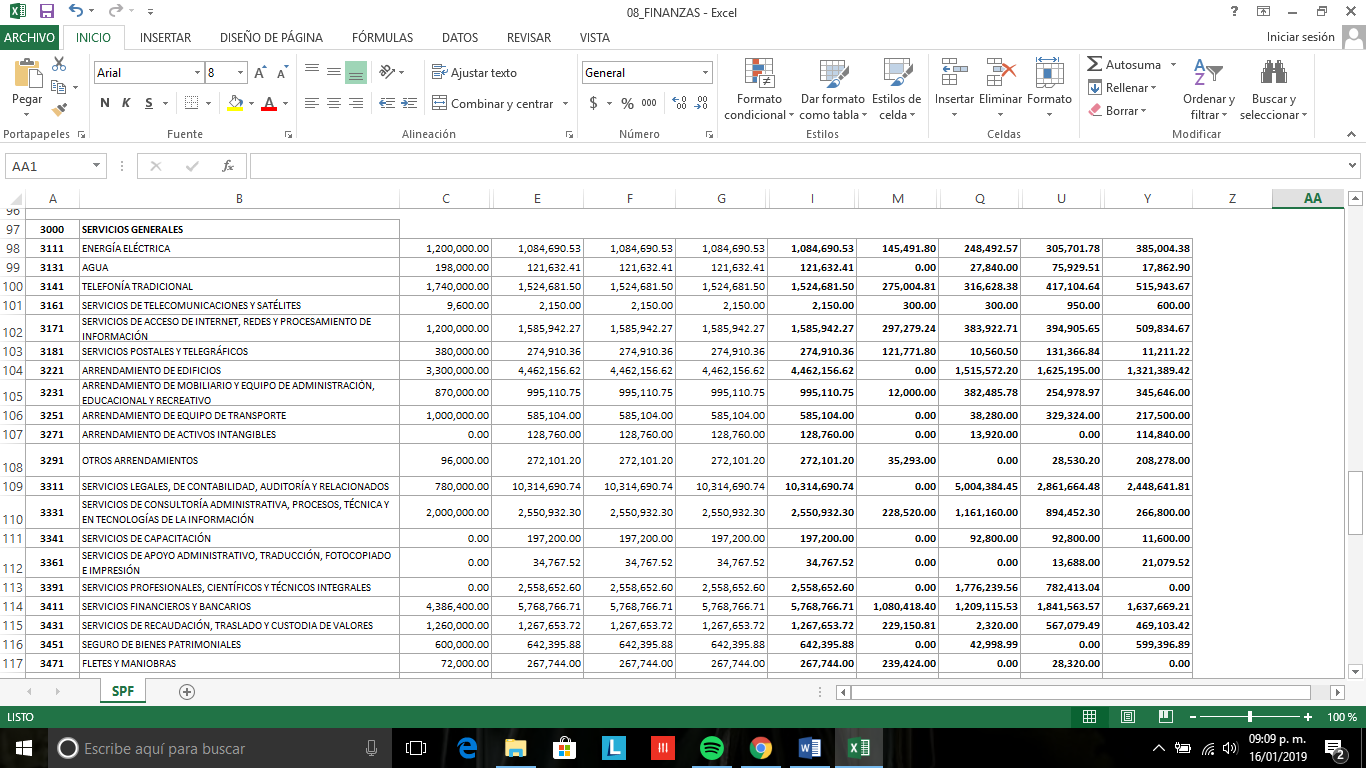 08_FINANZAS - Excel
ARCHIVO INICIO INSERTAR DISEÑO DE PÁGINA FÓRMULAS DATOS REVISAR VISTA Iniciar sesión
Arial 8 Ajustar texto General Autosuma
Pegar N K S Combinar y centrar $ % 000 Formato condicional Dar formato como tabla Estilos de celda Insertar Eliminar Formato Rellenar Borrar Ordenar y filtrar Buscar y seleccionar
Portapapeles Fuente Alineación Número Estilos Celdas Modificar
AA1 fx
A B C E F G I M Q U Y Z AA
96
97 3000 SERVICIOS GENERALES
98 3111 ENERGÍA ELÉCTRICA 1,200,000.00 1,084,690.53 1,084,690.53 1,084,690.53 1,084,690.53 145,491.80 248,492.57 305,701.78 385,004.38
99 3131 AGUA 198,000.00 121,632.41 121,632.41 121,632.41 121,632.41 0.00 27,840.00 75,929.51 17,862.90
100 3141 TELEFONÍA TRADICIONAL 1,740,000.00 1,524,681.50 1,524,681.50 1,524,681.50 1,524,681.50 275,004.81 316,628.38 417,104.64 515,943.67
101 3161 SERVICIOS DE TELECOMUNICACIONES Y SATÉLITES 9,600.00 2,150.00 2,150.00 2,150.00 2,150.00 300.00 300.00 950.00 600.00
102 3171 SERVICIOS DE ACCESO DE INTERNET, REDES Y PROCESAMIENTO DE
INFORMACIÓN 1,200,000.00 1,585,942.27 1,585,942.27 1,585,942.27 1,585,942.27 297,279.24 383,922.71 394,905.65 509,834.67
103 3181 SERVICIOS POSTALES Y TELEGRÁFICOS 380,000.00 274,910.36 274,910.36 274,910.36 274,910.36 121,771.80 10,560.50 131,366.84 11,211.22
104 3221 ARRENDAMIENTO DE EDIFICIOS 3,300,000.00 4,462,156.62 4,462,156.62 4,462,156.62 4,462,156.62 0.00 1,515,572.20 1,625,195.00 1,321,389.42
105 3231 ARRENDAMIENTO DE MOBILIARIO Y EQUIPO DE ADMINISTRACIÓN,
EDUCACIONAL Y RECREATIVO 870,000.00 995,110.75 995,110.75 995,110.75 995,110.75 12,000.00 382,485.78 254,978.97 345,646.00
106 3251 ARRENDAMIENTO DE EQUIPO DE TRANSPORTE 1,000,000.00 585,104.00 585,104.00 585,104.00 585,104.00 0.00 38,280.00 329,324.00 217,500.00
107 3271 ARRENDAMIENTO DE ACTIVOS INTANGIBLES 0.00 128,760.00 128,760.00 128,760.00 128,760.00 0.00 13,920.00 0.00 114,840.00
108 3291 OTROS ARRENDAMIENTOS 96,000.00 272,101.20 272,101.20 272,101.20 272,101.20 35,293.00 0.00 28,530.20 208,278.00
109 3311 SERVICIOS LEGALES, DE CONTABILIDAD, AUDITORÍA Y RELACIONADOS 780,000.00 10,314,690.74 10,314,690.74 10,314,690.74 10,314,690.74 0.00 5,004,384.45 2,861,664.48 2,448,641.81
110 3331 SERVICIOS DE CONSULTORÍA ADMINISTRATIVA, PROCESOS, TÉCNICA Y
EN TECNOLOGÍAS DE LA INFORMACIÓN 2,000,000.00 2,550,932.30 2,550,932.30 2,550,932.30 2,550,932.30 228,520.00 1,161,160.00 894,452.30 266,800.00
111 3341 SERVICIOS DE CAPACITACIÓN 0.00 197,200.00 197,200.00 197,200.00 197,200.00 0.00 92,800.00 92,800.00 11,600.00
112 3361 SERVICIOS DE APOYO ADMINISTRATIVO, TRADUCCIÓN, FOTOCOPIADO
E IMPRESIÓN 0.00 34,767.52 34,767.52 34,767.52 34,767.52 0.00 0.00 13,688.00 21,079.52
113 3391 SERVICIOS PROFESIONALES, CIENTÍFICOS Y TÉCNICOS INTEGRALES 0.00 2,558,652.60 2,558,652.60 2,558,652.60 2,558,652.60 0.00 1,776,239.56 782,413.04 0.00
114 3411 SERVICIOS FINANCIEROS Y BANCARIOS 4,386,400.00 5,768,766.71 5,768,766.71 5,768,766.71 5,768,766.71 1,080,418.40 1,209,115.53 1,841,563.57 1,637,669.21
115 3431 SERVICIOS DE RECAUDACIÓN, TRASLADO Y CUSTODIA DE VALORES 1,260,000.00 1,267,653.72 1,267,653.72 1,267,653.72 1,267,653.72 229,150.81 2,320.00 567,079.49 469,103.42
116 3451 SEGURO DE BIENES PATRIMONIALES 600,000.00 642,395.88 642,395.88 642,395.88 642,395.88 0.00 42,998.99 0.00 599,396.89
117 3471 FLETES Y MANIOBRAS 72,000.00 267,744.00 267,744.00 267,744.00 267,744.00 239,424.00 0.00 28,320.00 0.00
SPF
LISTO 100 %
Escribe aquí para buscar
09:09 p. m.
16/01/2019
2